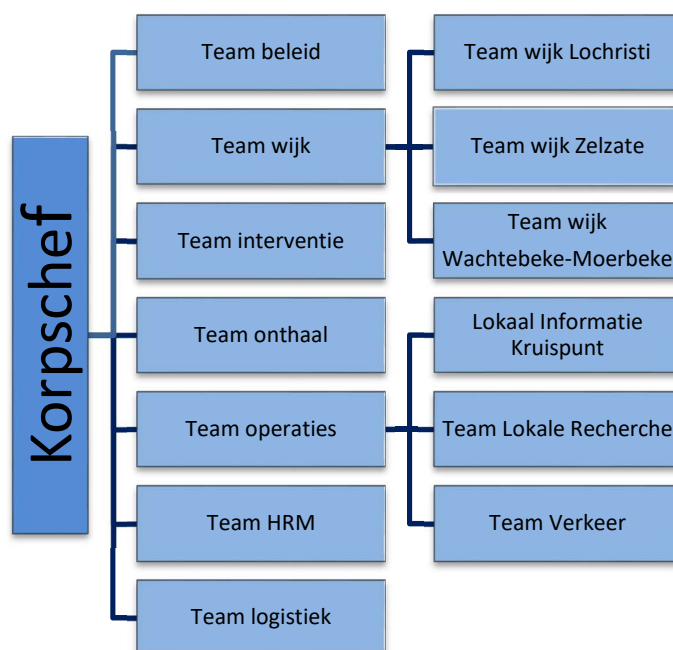 Korpschef
Team beleid
Team wijk
Team interventie
Team onthaal
Team operaties
Team HRM
Team logistiek
Team wijk Lochristi
Team wijk Zelzate
Team wijk
Wachtebeke-Moerbeke
Lokaal Informatie
Kruispunt
Team Lokale Recherche
Team Verkeer